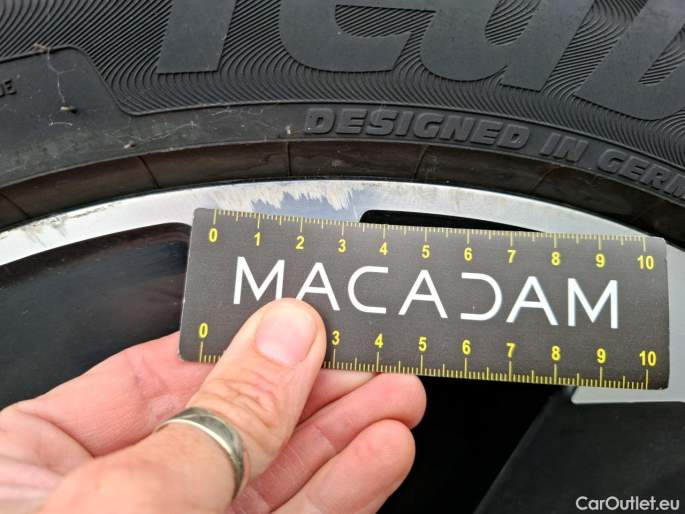 DESIGNED IN GERM
0 1 2 3 4 5 6 7 8 9 10
MACADAM
0 3 4 5 6 7 8 9 10
CarOutlet.eu